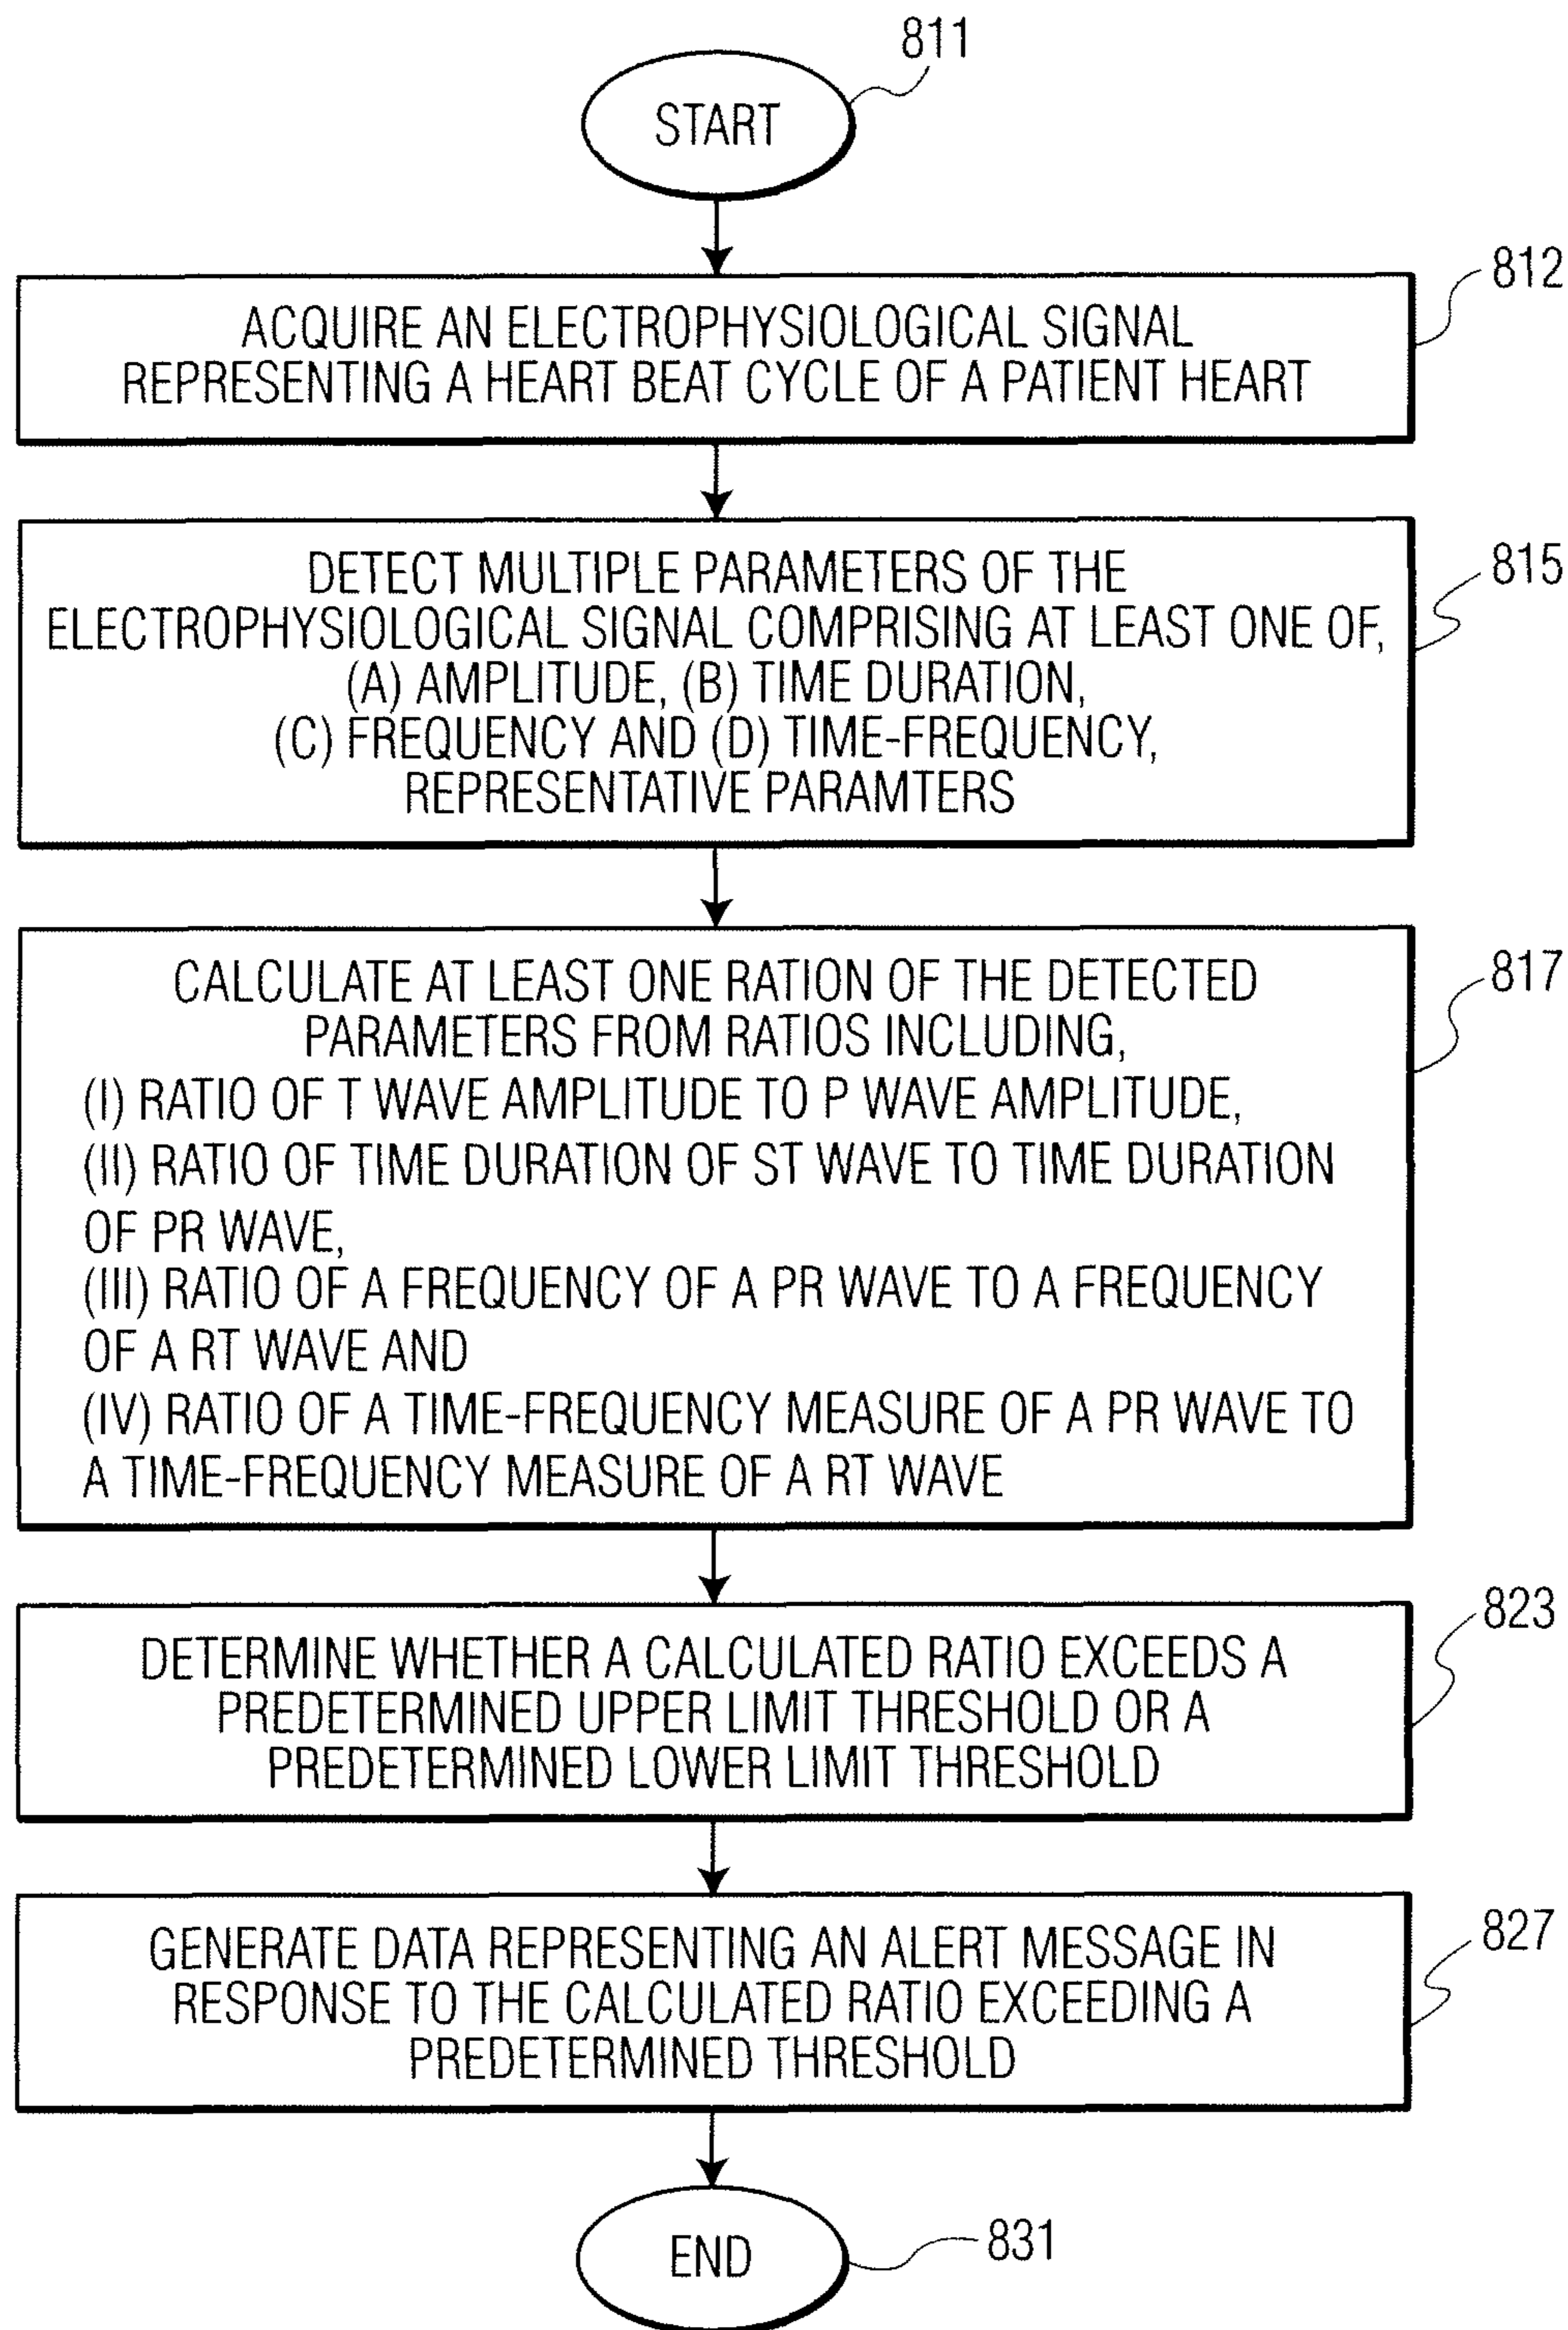 811
START
812
ACQUIRE AN ELECTROPHYSIOLOGICAL SIGNAL
REPRESENTING A HEART BEAT CYCLE OF A PATIENT HEART
815
DETECT MULTIPLE PARAMETERS OF THE
ELECTROPHYSIOLOGICAL SIGNAL COMPRISING AT LEAST ONE OF,
(A) AMPLITUDE, (B) TIME DURATION,
(C) FREQUENCY AND (D) TIME-FREQUENCY,
REPRESENTATIVE PARAMTERS
817
CALCULATE AT LEAST ONE RATION OF THE DETECTED
PARAMETERS FROM RATIOS INCLUDING,
(I) RATIO OF T WAVE AMPLITUDE TO P WAVE AMPLITUDE,
(II) RATIO OF TIME DURATION OF ST WAVE TO TIME DURATION
OF PR WAVE,
(III) RATIO OF A FREQUENCY OF A PR WAVE TO A FREQUENCY
OF A RT WAVE AND
(IV) RATIO OF A TIME-FREQUENCY MEASURE OF A PR WAVE TO
A TIME-FREQUENCY MEASURE OF A RT WAVE
823
DETERMINE WHETHER A CALCULATED RATIO EXCEEDS A
PREDETERMINED UPPER LIMIT THRESHOLD OR A
PREDETERMINED LOWER LIMIT THRESHOLD
827
GENERATE DATA REPRESENTING AN ALERT MESSAGE IN
RESPONSE TO THE CALCULATED RATIO EXCEEDING A
PREDETERMINED THRESHOLD
END
831